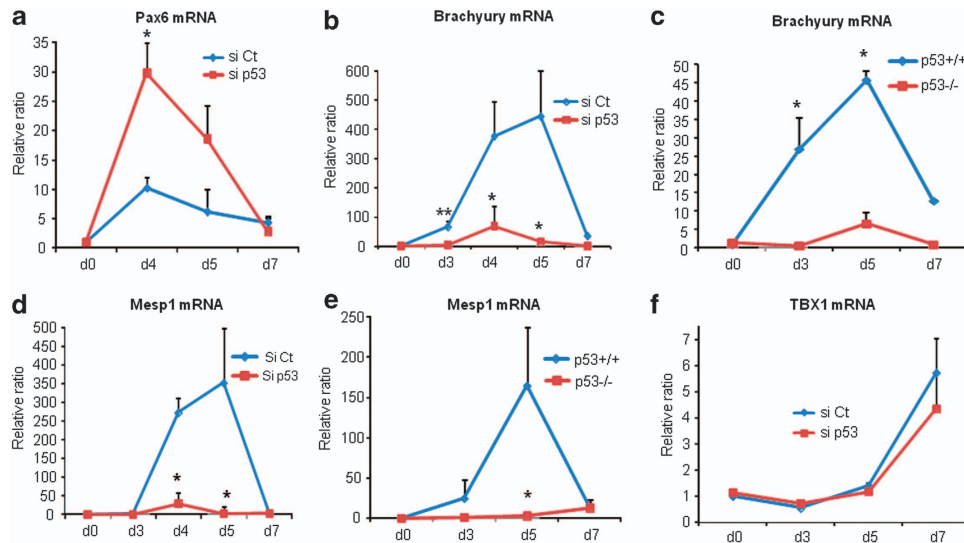 a
Pax6 mRNA
si Ct
si p53
*
Relative ratio
35
30
25
20
15
10
5
0
d0 d4 d5 d7
b
Brachyury mRNA
si Ct
si p53
** * *
Relative ratio
600
500
400
300
200
100
0
d0 d3 d4 d5 d7
c
Brachyury mRNA
p53+/+
p53-/-
* *
Relative ratio
50
45
40
35
30
25
20
15
10
5
0
d0 d3 d5 d7
d
Mesp1 mRNA
Si Ct
Si p53
* *
Relative ratio
500
450
400
350
300
250
200
150
100
50
0
d0 d3 d4 d5 d7
e
Mesp1 mRNA
p53+/+
p53-/-
*
Relative ratio
250
200
150
100
50
0
d0 d3 d5 d7
f
TBX1 mRNA
si Ct
si p53
Relative ratio
7
6
5
4
3
2
1
0
d0 d3 d5 d7